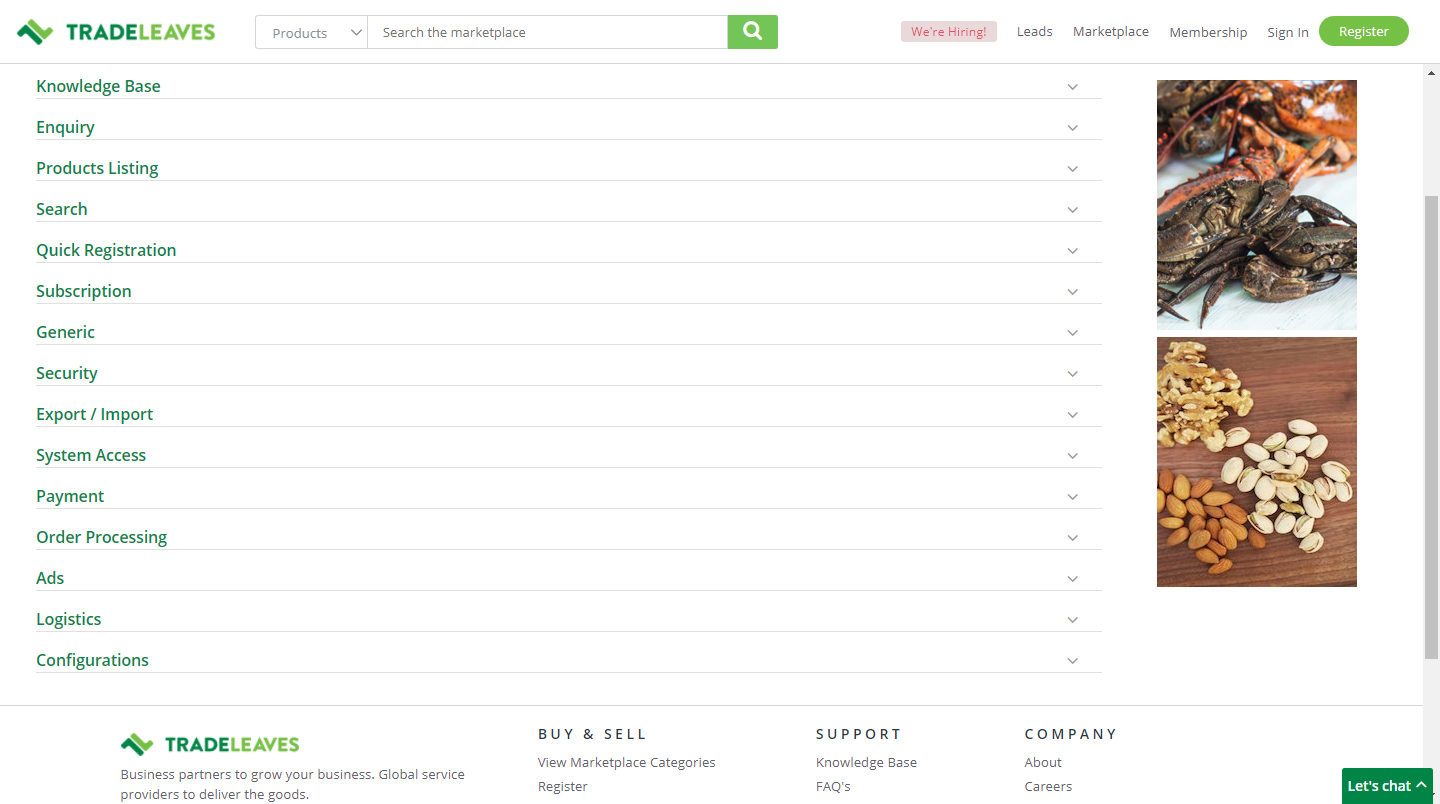 TRADELEAVES
Products
Search the marketplace
We're Hiring!
Leads
Marketplace
Membership
Sign In
Register
Knowledge Base
Enquiry
Products Listing
Search
Quick Registration
Subscription
Generic
Security
Export / Import
System Access
Payment
Order Processing
Ads
Logistics
Configurations
TRADELEAVES
Business partners to grow your business. Global service
providers to deliver the goods.
BUY & SELL
View Marketplace Categories
Register
SUPPORT
Knowledge Base
FAQ's
COMPANY
About
Careers
Let's chat